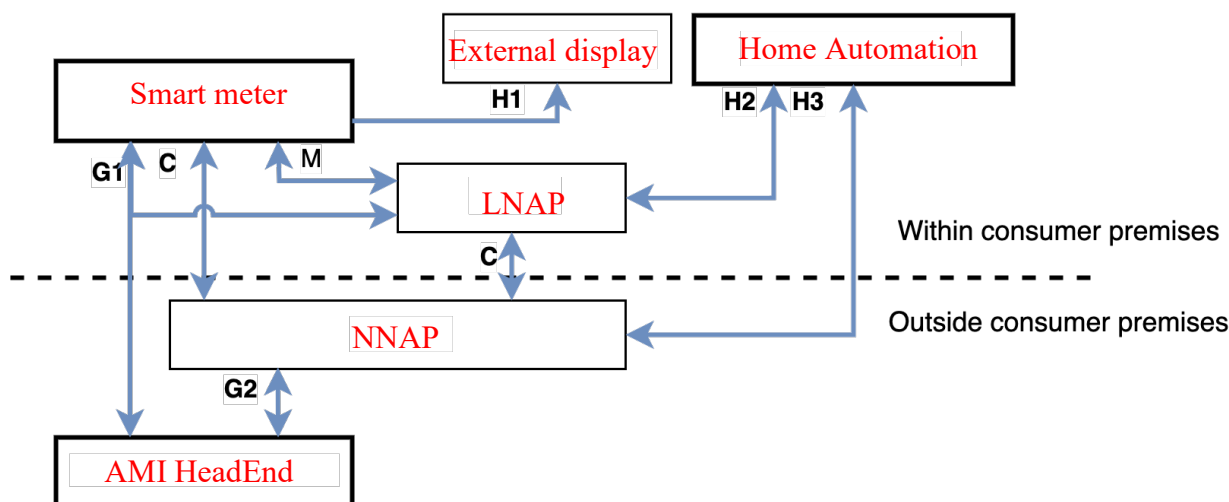 External display
Home Automation
Smart meter
H1
H2
H3
G1
C
M
LNAP
Within consumer premises
C
Outside consumer premises
NNAP
G2
AMI HeadEnd